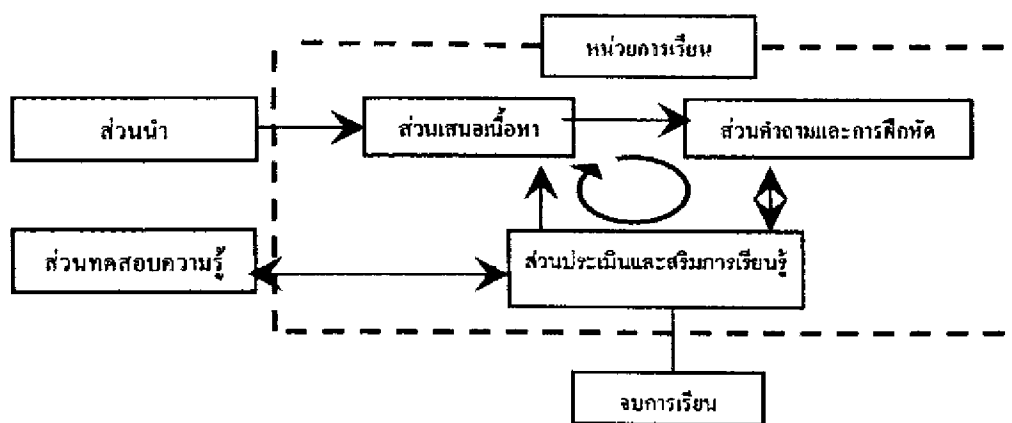 หน่วยการเรียน
ส่วนนำ
ส่วนเสนอเนื้อหา
ส่วนคำถามและการฝึกหัด
ส่วนทดสอบความรู้
ส่วนประเมินและสริมการเรียนรู้
จบการเรียน